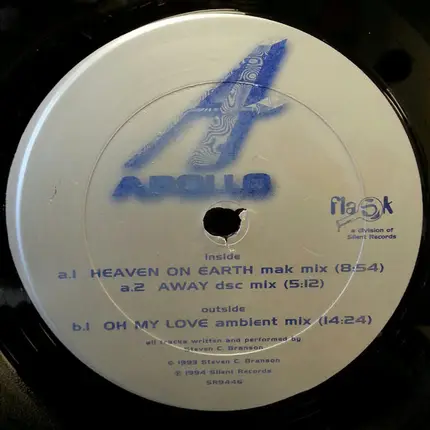 APOLLO
fla5k
a division of
Silent Records
inside
a.1 HEAVEN ON EARTH mak mix (8:54)
a.2 AWAY dsc mix (5:12)
outside
b.1 OH MY LOVE ambient mix (14:24)
all tracks written and performed by
Steven C. Branson
℗ 1993 Steven C. Branson
© 1994 Silent Records
SR9446